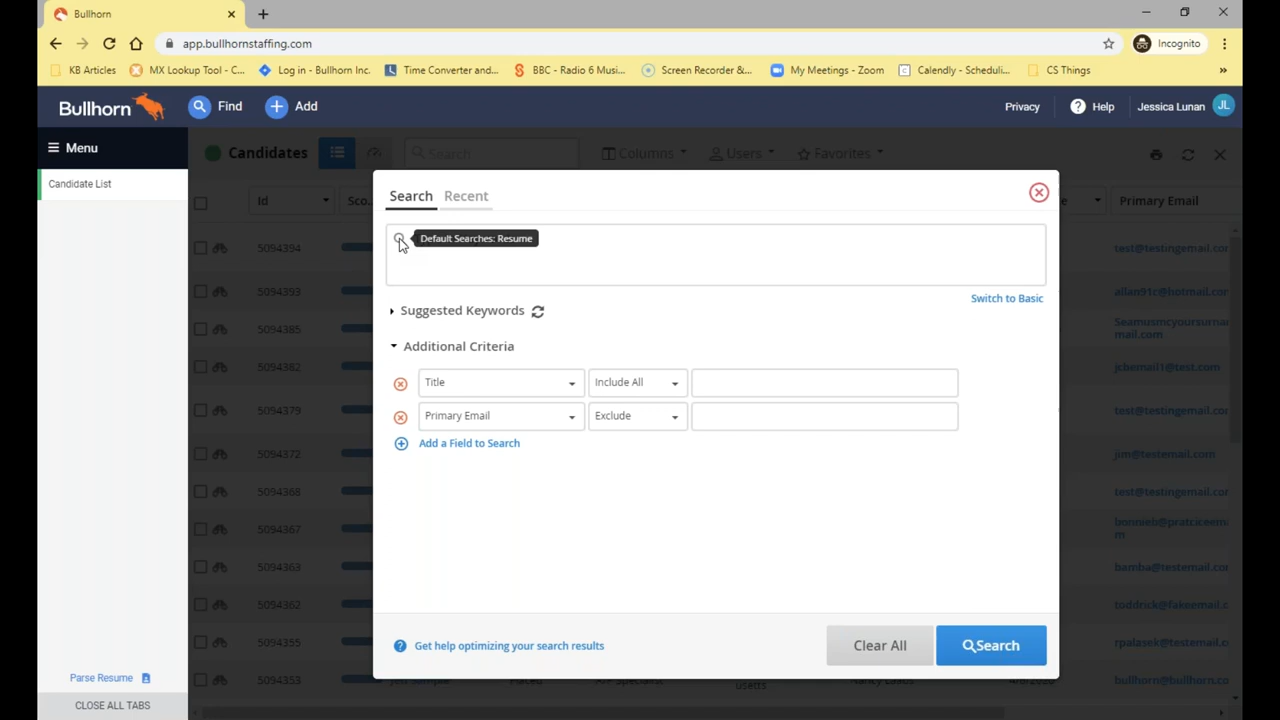 Bullhorn
app.bullhornstaffing.com
Incognito
KB Articles
MX Lookup Tool - C...
Log in - Bullhorn Inc.
Time Converter and...
BBC - Radio 6 Musi...
Screen Recorder &...
My Meetings - Zoom
Calendly - Scheduli...
CS Things
»
Bullhorn
Find
Add
Privacy
Help
Jessica Lunan
JL
Menu
Candidates
Search
Columns
Users
Favorites
Candidate List
Id
Sco...
Primary Email
Search
Recent
Default Searches: Resume
Switch to Basic
Suggested Keywords
Additional Criteria
Title
Include All
Primary Email
Exclude
Add a Field to Search
Get help optimizing your search results
Clear All
Search
5094394
test@testingemail.cor
5094393
allan91c@hotmail.cor
5094385
Seamusmcyoursurnar
mail.com
5094382
jcbemail1@test.com
5094379
test@testingemail.cor
5094372
jim@testemail.com
5094368
test@testingemail.cor
5094367
bonnieb@pratciceem
m
5094363
bamba@testemail.cor
5094362
toddrick@fakeemail.c
5094355
rpalasek@testemail.c
5094353
Placed
usetts
bullhorn@bullhorn.co
Parse Resume
CLOSE ALL TABS